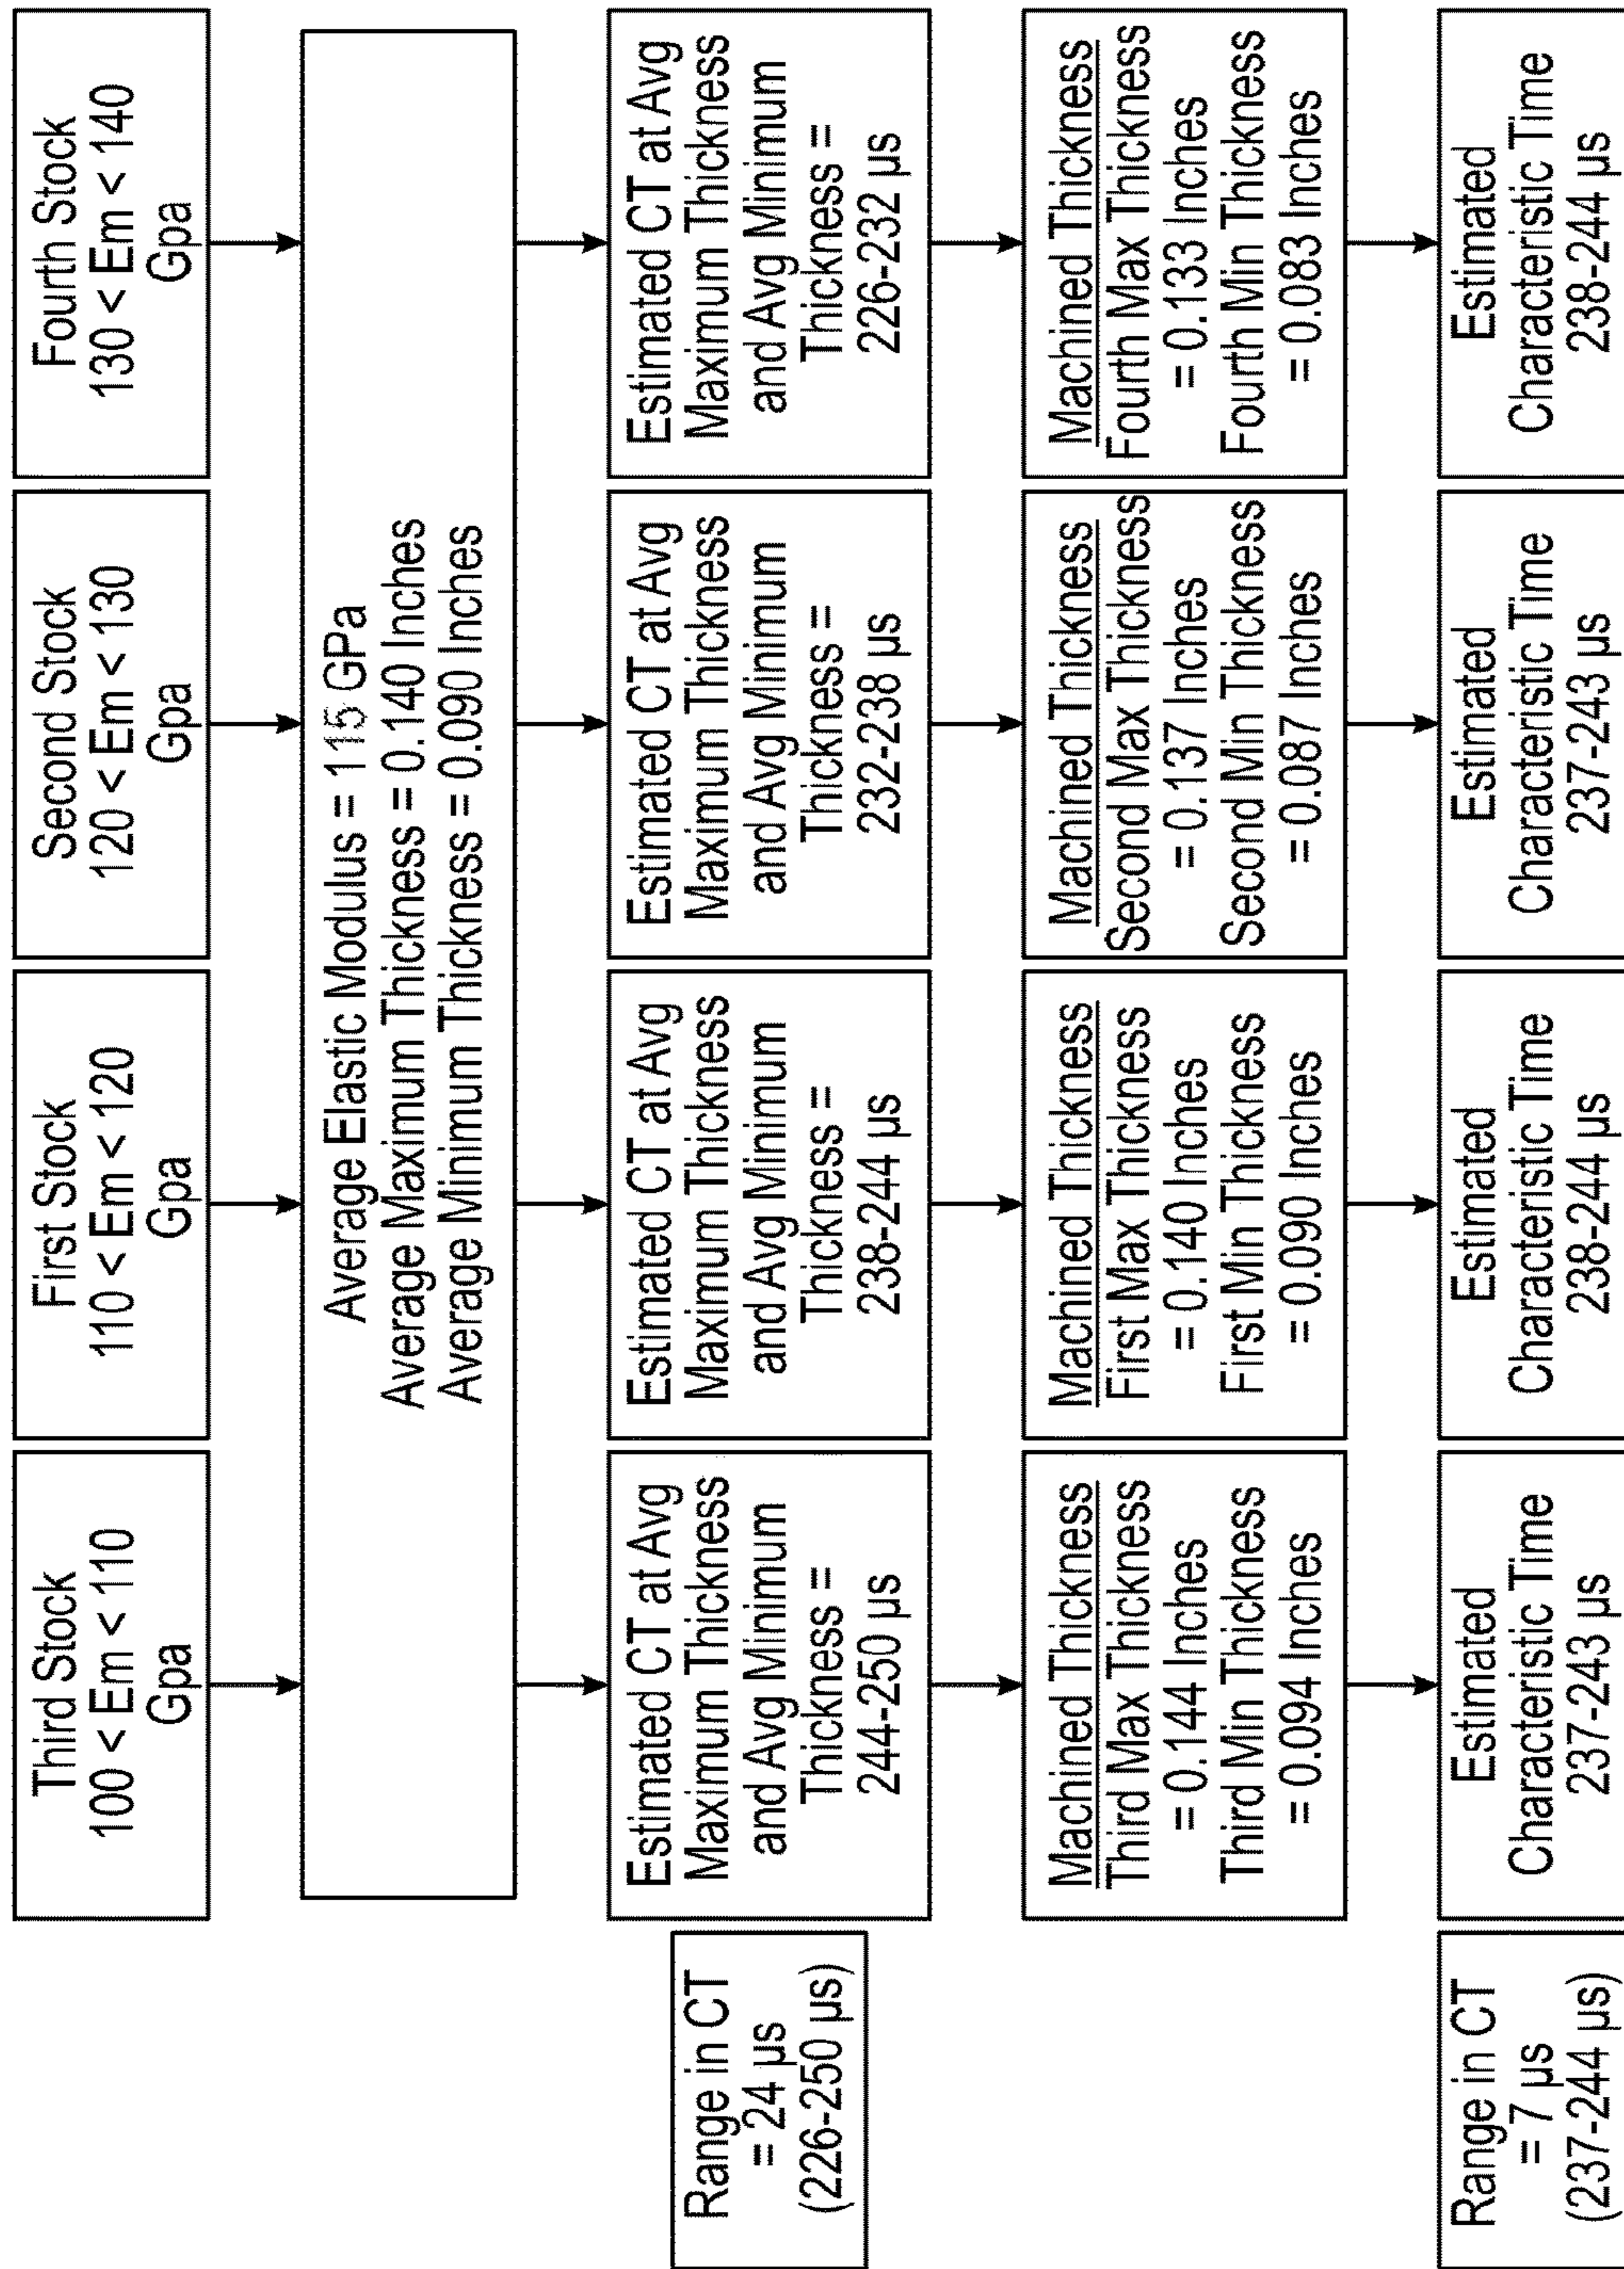 Third Stock
100 < Em < 110
Gpa
First Stock
110 < Em < 120
Gpa
Second Stock
120 < Em < 130
Gpa
Fourth Stock
130 < Em < 140
Gpa
Average Elastic Modulus = 115 GPa
Average Maximum Thickness = 0.140 Inches
Average Minimum Thickness = 0.090 Inches
Range in CT
= 24 µs
(226-250 µs)
Estimated CT at Avg
Maximum Thickness
and Avg Minimum
Thickness =
244-250 µs
Estimated CT at Avg
Maximum Thickness
and Avg Minimum
Thickness =
238-244 µs
Estimated CT at Avg
Maximum Thickness
and Avg Minimum
Thickness =
232-238 µs
Estimated CT at Avg
Maximum Thickness
and Avg Minimum
Thickness =
226-232 µs
Machined Thickness
Third Max Thickness
= 0.144 Inches
Third Min Thickness
= 0.094 Inches
Machined Thickness
First Max Thickness
= 0.140 Inches
First Min Thickness
= 0.090 Inches
Machined Thickness
Second Max Thickness
= 0.137 Inches
Second Min Thickness
= 0.087 Inches
Machined Thickness
Fourth Max Thickness
= 0.133 Inches
Fourth Min Thickness
= 0.083 Inches
Range in CT
= 7 µs
(237-244 µs)
Estimated
Characteristic Time
237-243 µs
Estimated
Characteristic Time
238-244 µs
Estimated
Characteristic Time
237-243 µs
Estimated
Characteristic Time
238-244 µs